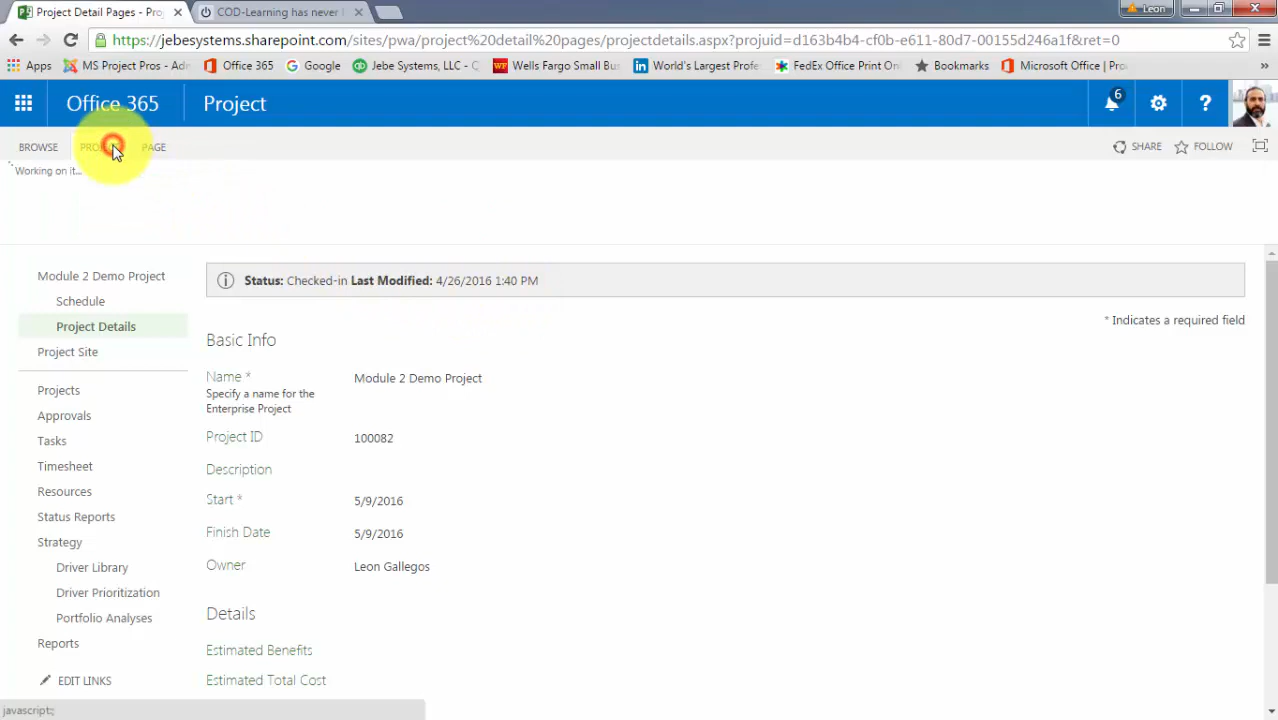 Project Detail Pages - Pro
COD-Learning has never
Leon
https://jebesystems.sharepoint.com/sites/pwa/project%20detail%20pages/projectdetails.aspx?projuid=d163b4b4-cf0b-e611-80d7-00155d246a1f&ret=0
Apps MS Project Pros - Adm Office 365 Google Jebe Systems, LLC - Q Wells Fargo Small Bus World's Largest Profe FedEx Office Print Onl Bookmarks Microsoft Office | Pro »
Office 365 Project 6 ?
BROWSE PROJECT PAGE SHARE FOLLOW
Working on it...
Module 2 Demo Project
Schedule
Project Details
Project Site
Projects
Approvals
Tasks
Timesheet
Resources
Status Reports
Strategy
Driver Library
Driver Prioritization
Portfolio Analyses
Reports
EDIT LINKS
Status: Checked-in Last Modified: 4/26/2016 1:40 PM
* Indicates a required field
Basic Info
Name * Module 2 Demo Project
Specify a name for the
Enterprise Project
Project ID 100082
Description
Start * 5/9/2016
Finish Date 5/9/2016
Owner Leon Gallegos
Details
Estimated Benefits
Estimated Total Cost
javascript:;